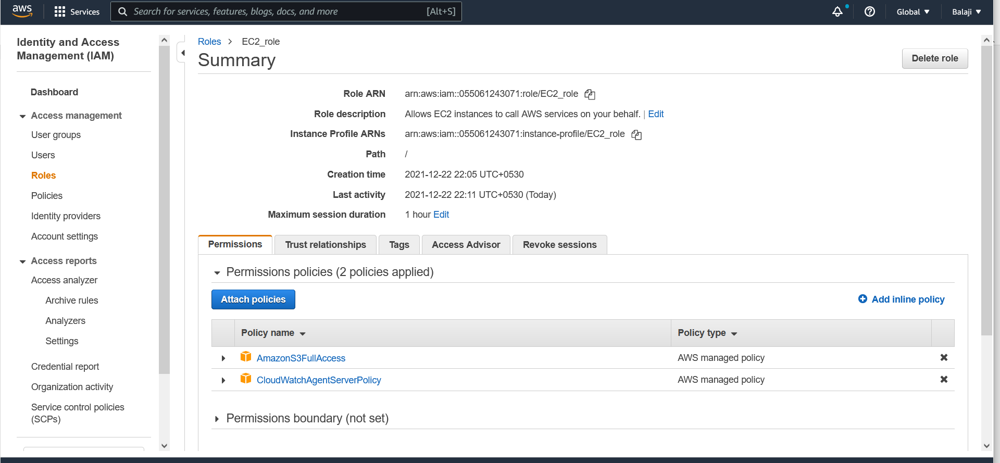 aws
Services
Search for services, features, blogs, docs, and more
[Alt+S]
Global
Balaji
Identity and Access
Management (IAM)
Dashboard
Access management
User groups
Users
Roles
Policies
Identity providers
Account settings
Access reports
Access analyzer
Archive rules
Analyzers
Settings
Credential report
Organization activity
Service control policies
(SCPs)
Roles > EC2_role
Summary
Delete role
Role ARN arn:aws:iam::055061243071:role/EC2_role
Role description Allows EC2 instances to call AWS services on your behalf. | Edit
Instance Profile ARNs arn:aws:iam::055061243071:instance-profile/EC2_role
Path /
Creation time 2021-12-22 22:05 UTC+0530
Last activity 2021-12-22 22:11 UTC+0530 (Today)
Maximum session duration 1 hour Edit
Permissions Trust relationships Tags Access Advisor Revoke sessions
Permissions policies (2 policies applied)
Attach policies
Add inline policy
Policy name Policy type
AmazonS3FullAccess AWS managed policy
CloudWatchAgentServerPolicy AWS managed policy
Permissions boundary (not set)